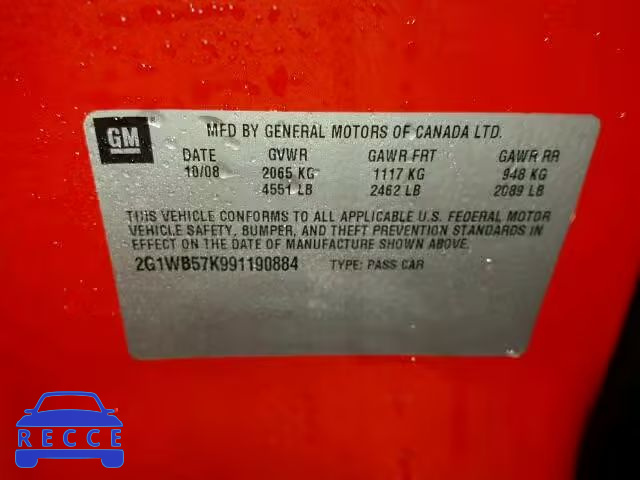 GM
MFD BY GENERAL MOTORS OF CANADA LTD.
DATE GVWR GAWR FRT GAWR RR
10/08 2065 KG 1117 KG 948 KG
4551 LB 2462 LB 2089 LB
THIS VEHICLE CONFORMS TO ALL APPLICABLE U.S. FEDERAL MOTOR
VEHICLE SAFETY, BUMPER, AND THEFT PREVENTION STANDARDS IN
EFFECT ON THE DATE OF MANUFACTURE SHOWN ABOVE.
2G1WB57K991190884 TYPE: PASS CAR
RECCE